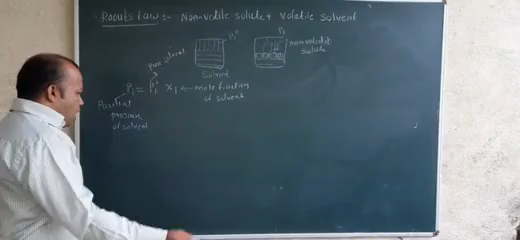 Raoults Law :- Non-volatile solute + Volatile Solvent
P₁°
P₁
non-volatile
solute
Solvent
Pure solvent
P₁ = P₁° x₁ ← mole fraction
of solvent
Partial
pressure
of solvent